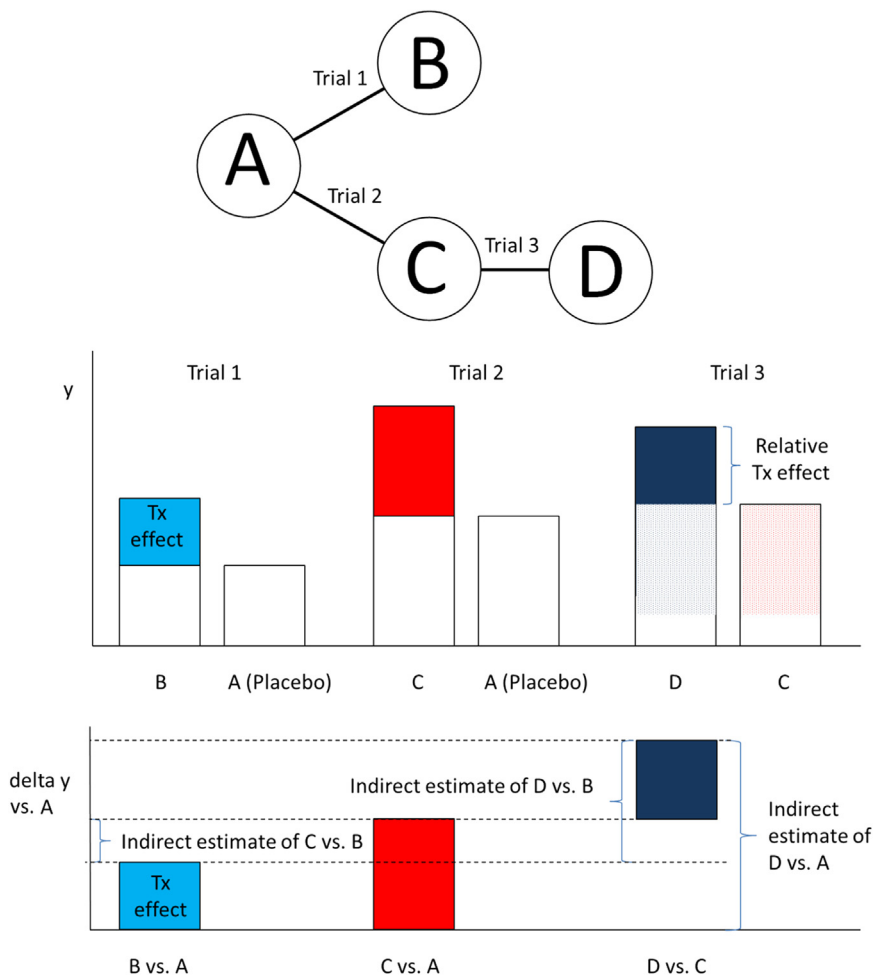 B
Trial 1
A
Trial 2
Trial 3
C
D
Trial 1
Trial 2
Trial 3
y
Relative
Tx effect
Tx
effect
B
A (Placebo)
C
A (Placebo)
D
C
delta y
vs. A
Indirect estimate of D vs. B
Indirect
estimate of
D vs. A
Indirect estimate of C vs. B
Tx
effect
B vs. A
C vs. A
D vs. C